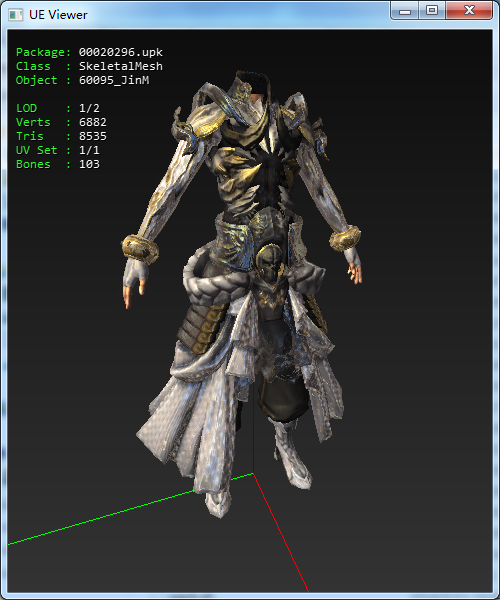 UE Viewer
Package: 00020296.upk
Class  : SkeletalMesh
Object : 60095_JinM
LOD    : 1/2
Verts  : 6882
Tris   : 8535
UV Set : 1/1
Bones  : 103